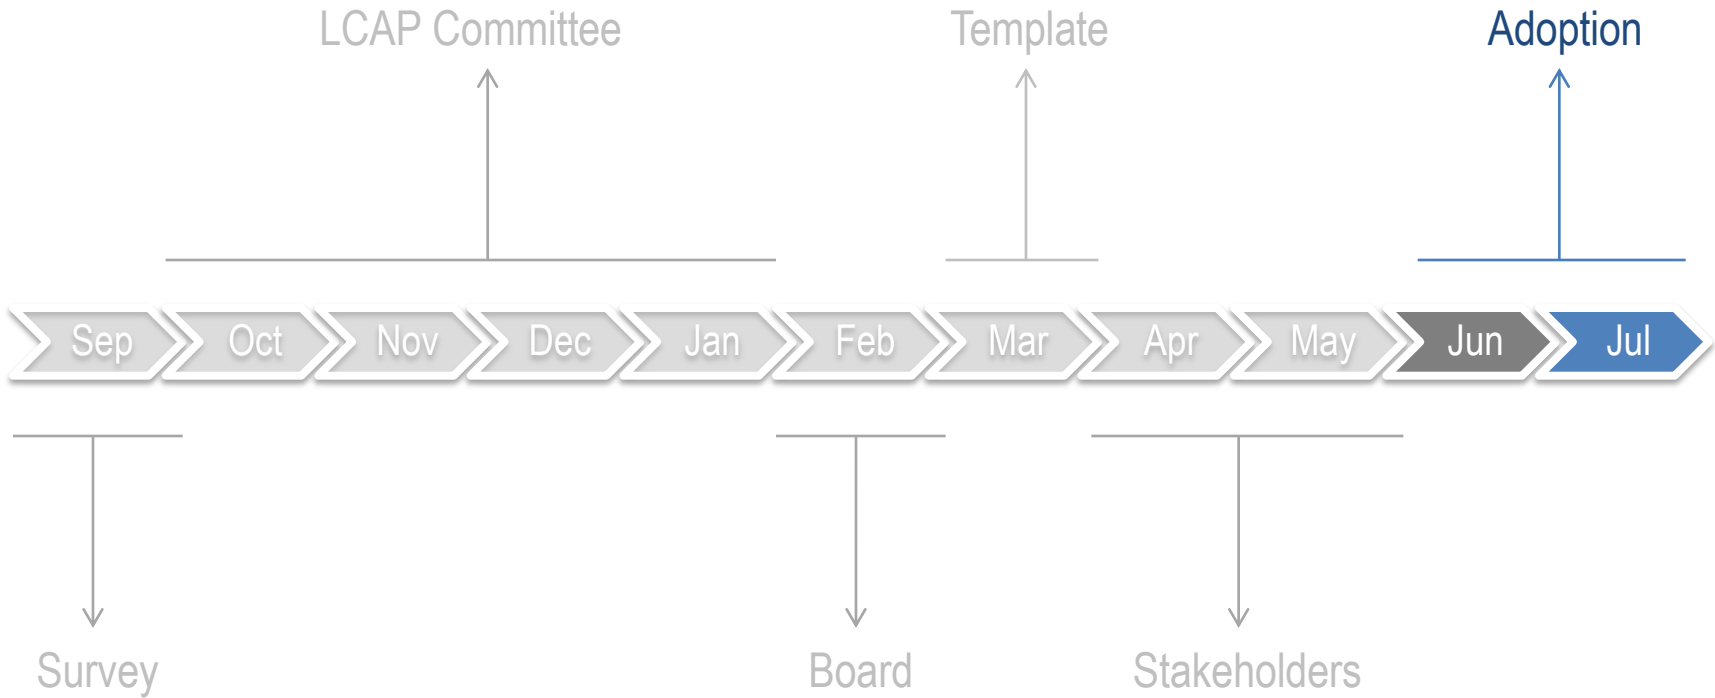 LCAP Committee
Template
Adoption
Sep
Oct
Nov
Dec
Jan
Feb
Mar
Apr
May
Jun
Jul
Survey
Board
Stakeholders